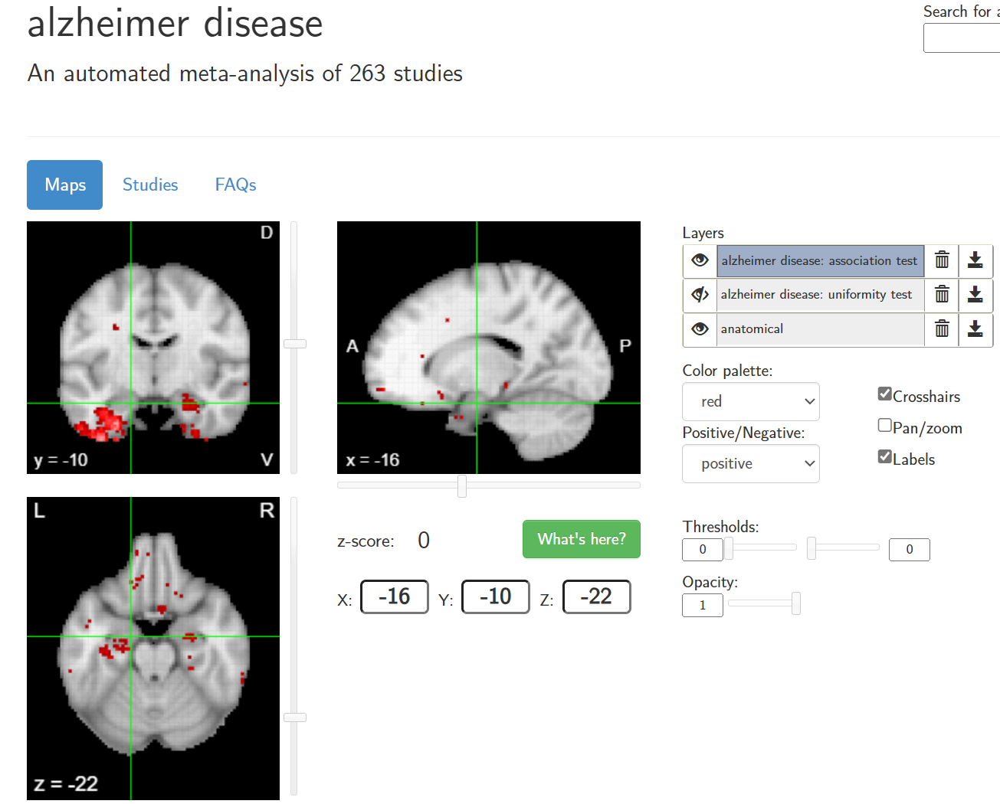 alzheimer disease
Search for a
An automated meta-analysis of 263 studies
Maps
Studies
FAQs
D
y = -10
V
A
P
x = -16
L
R
z = -22
z-score: 0
What's here?
X: -16 Y: -10 Z: -22
Layers
alzheimer disease: association test
alzheimer disease: uniformity test
anatomical
Color palette:
red
Positive/Negative:
positive
Crosshairs
Pan/zoom
Labels
Thresholds:
0
0
Opacity:
1